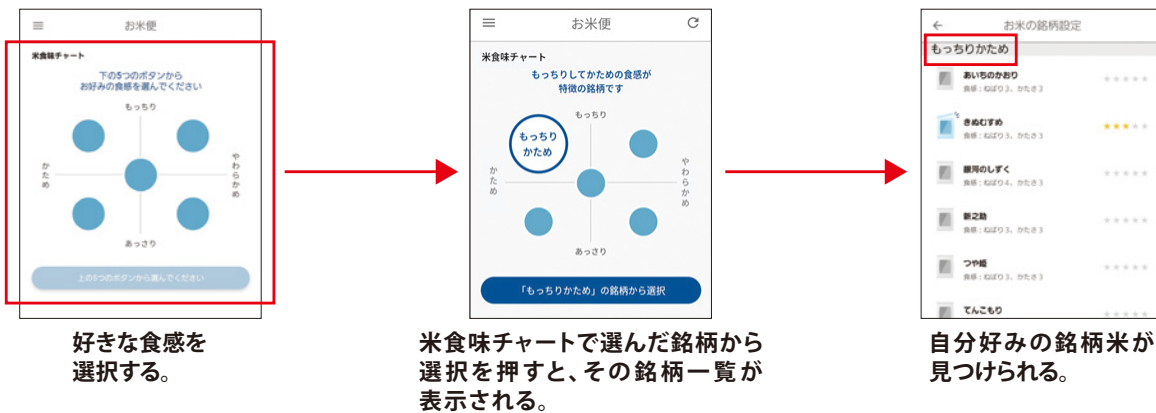 お米便
米食味チャート
下の5つのボタンから
お好みの食感を選んでください
もっちり
かため
やわらかめ
あっさり
上の5つのボタンから選んでください
好きな食感を
選択する。
お米便
米食味チャート
もっちりしてかための食感が
特徴の銘柄です
もっちり
もっちり
かため
かため
やわらかめ
あっさり
「もっちりかため」の銘柄から選択
米食味チャートで選んだ銘柄から
選択を押すと、その銘柄一覧が
表示される。
お米の銘柄設定
もっちりかため
あいちのかおり
食感：ねばり3、かたさ3
きぬむすめ
食感：ねばり3、かたさ3
銀河のしずく
食感：ねばり4、かたさ3
新之助
食感：ねばり3、かたさ3
つや姫
食感：ねばり3、かたさ3
てんこもり
自分好みの銘柄米が
見つけられる。